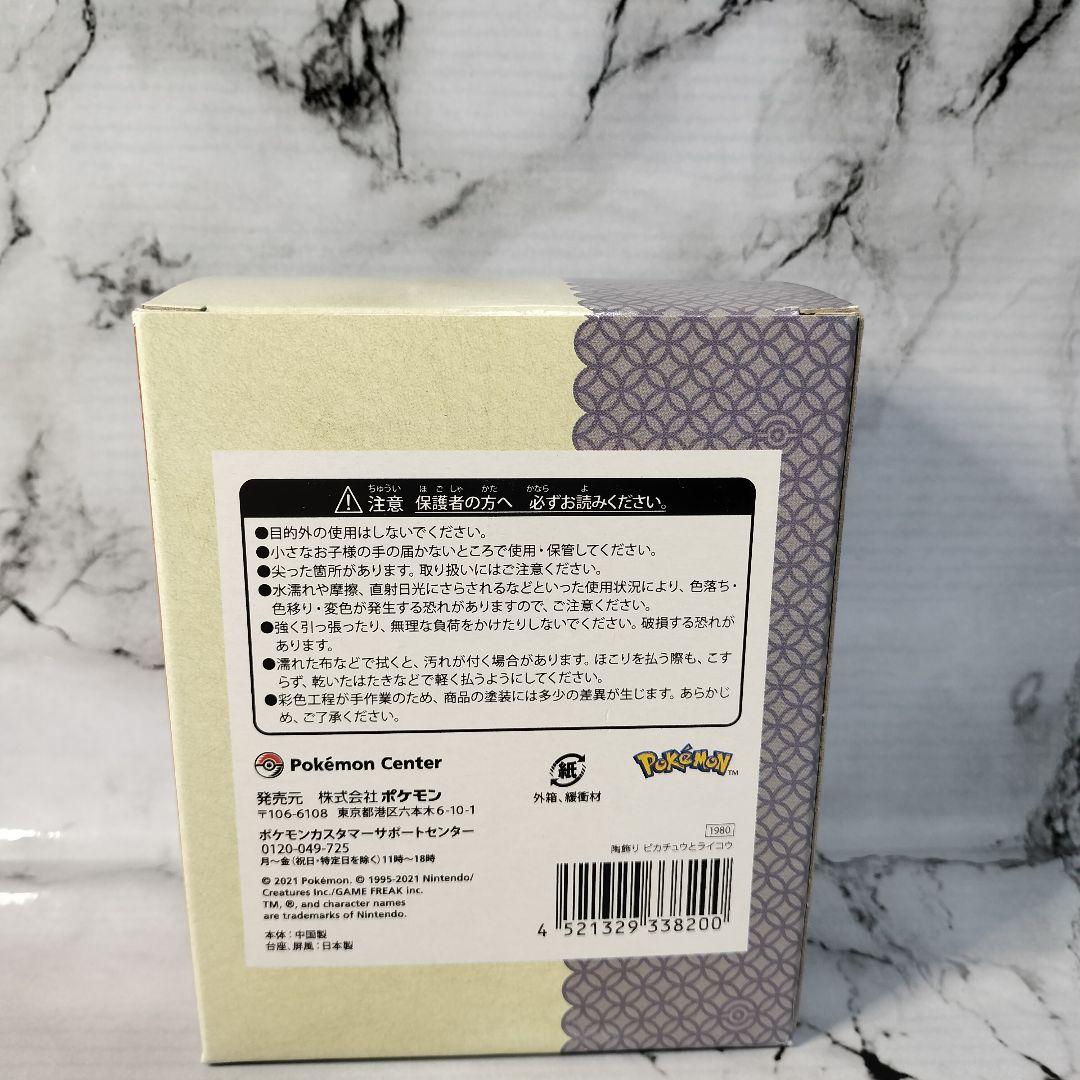 注意 保護者の方へ 必ずお読みください。
ちゅうい ほごしゃ かた かなら よ
●目的外の使用はしないでください。
●小さなお子様の手の届かないところで使用・保管してください。
●尖った箇所があります。取り扱いにはご注意ください。
●水濡れや摩擦、直射日光にさらされるなどといった使用状況により、色落ち・
色移り・変色が発生する恐れがありますので、ご注意ください。
●強く引っ張ったり、無理な負荷をかけたりしないでください。破損する恐れが
あります。
●濡れた布などで拭くと、汚れが付く場合があります。ほこりを払う際も、こす
らず、乾いたはたきなどで軽く払うようにしてください。
●彩色工程が手作業のため、商品の塗装には多少の差異が生じます。あらかじ
め、ご了承ください。
Pokémon Center
発売元 株式会社ポケモン
〒106-6108 東京都港区六本木6-10-1
ポケモンカスタマーサポートセンター
0120-049-725
月～金(祝日・特定日を除く)11時～18時
© 2021 Pokémon. © 1995-2021 Nintendo/
Creatures Inc./GAME FREAK inc.
TM, ®, and character names
are trademarks of Nintendo.
本体：中国製
台座、屏風：日本製
紙
外箱、緩衝材
POKéMON™
1980
陶飾り ピカチュウとライコウ
4 521329 338200